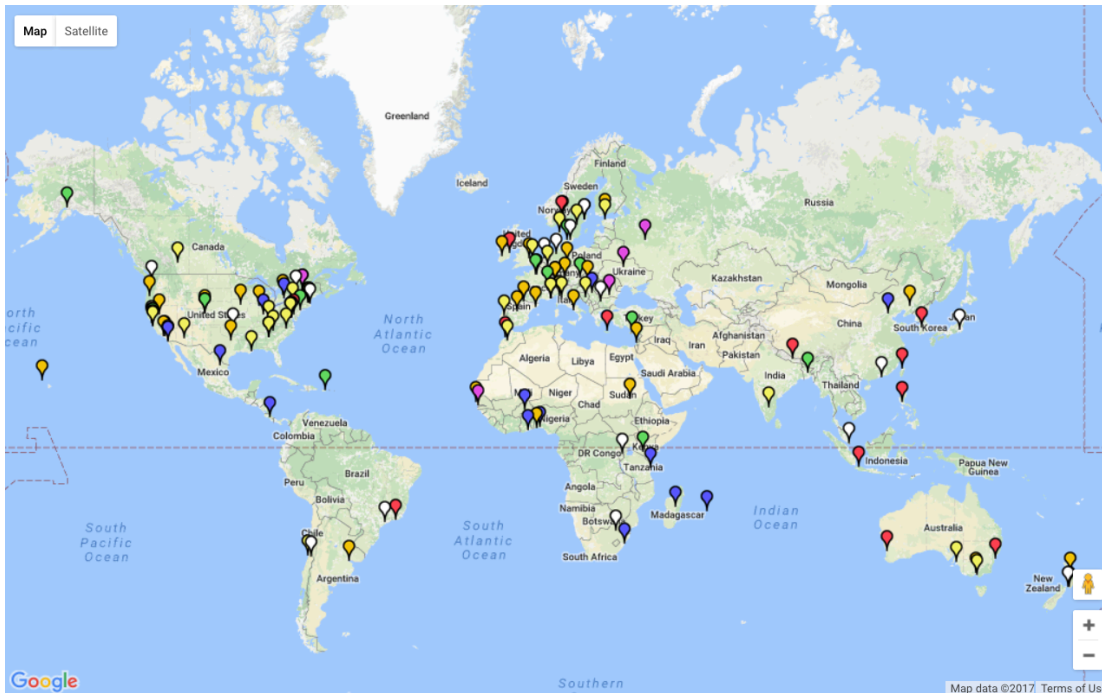 Map Satellite
Greenland
Iceland
Finland
Sweden
Norway
Russia
Canada
United
Poland
Ukraine
Kazakhstan
Mongolia
Spain
United States
North
Atlantic
Ocean
China
South Korea
Afghanistan
Iraq
Iran
Pakistan
Algeria
Libya
Egypt
Saudi Arabia
India
Mexico
Thailand
Niger
Chad
Sudan
Nigeria
Ethiopia
Venezuela
Colombia
DR Congo
Kenya
Tanzania
Indonesia
Papua New
Guinea
Peru
Brazil
Bolivia
Angola
Namibia
Madagascar
Indian
Ocean
South
Pacific
Ocean
South
Atlantic
Ocean
Chile
Australia
South Africa
Argentina
New
Zealand
Southern
Google
Map data ©2017 Terms of Us